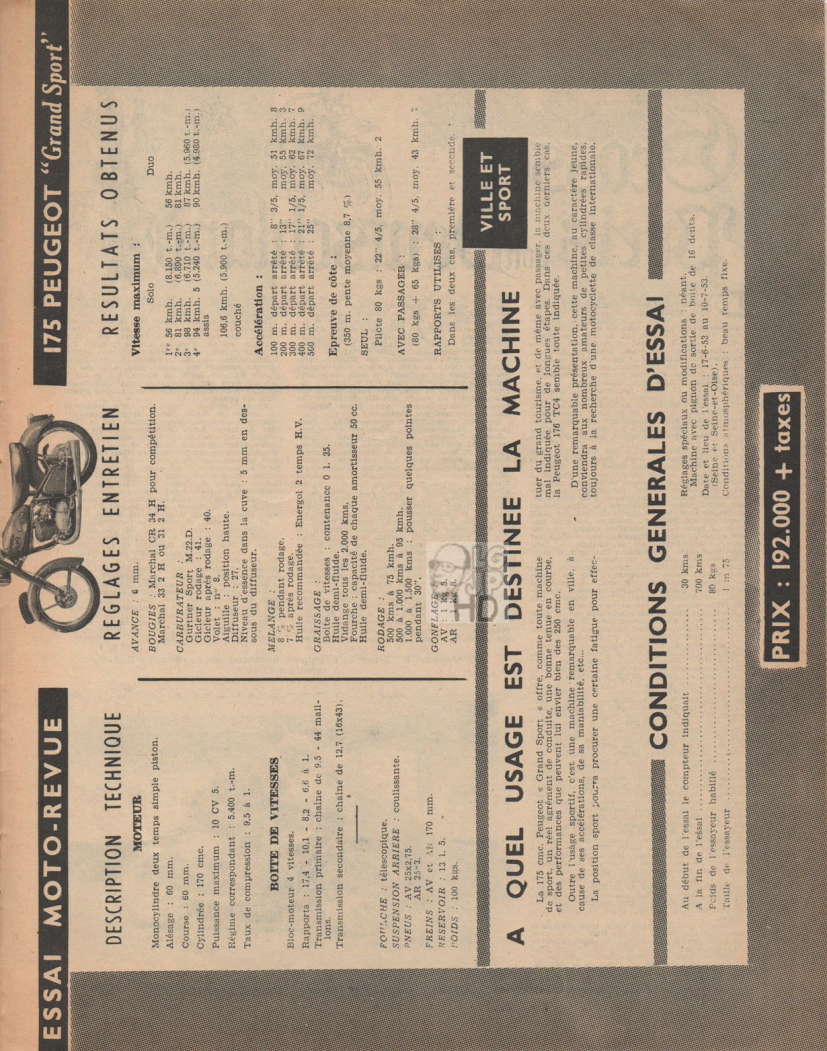 ESSAI MOTO-REVUE
175 PEUGEOT "Grand Sport"
DESCRIPTION TECHNIQUE
MOTEUR
Monocylindre deux temps simple piston.
Alésage : 60 mm.
Course : 60 mm.
Cylindrée : 170 cmc.
Puissance maximum : 10 CV 5.
Régime correspondant : 5.400 t.-m.
Taux de compression : 9,5 à 1.
BOITE DE VITESSES
Bloc-moteur 4 vitesses.
Rapports : 17,4 - 10,1 - 8,2 - 6,6 à 1.
Transmission primaire : chaîne de 9,5 - 44 mail-
lons.
Transmission secondaire : chaîne de 12,7 (16x43).
FOURCHE : télescopique.
SUSPENSION ARRIERE : coulissante.
PNEUS : AV 25x2,75.
AR 25x3.
FREINS : AV et AR 170 mm.
RESERVOIR : 13 l. 5.
POIDS : 100 kgs.
REGLAGES ENTRETIEN
AVANCE : 6 mm.
BOUGIES : Marchal CR 34 H pour compétition.
Marchal 33 2 H ou 31 2 H.
CARBURATEUR :
Gurtner Sport M.22.D.
Gicleur rodage : 41.
Gicleur après rodage : 40.
Volet : n° 8.
Aiguille : position haute.
Diffuseur : 27
Niveau d'essence dans la cuve : 5 mm en des-
sous du diffuseur.
MELANGE :
8 % pendant rodage.
% après rodage.
Huile recommandée : Energol 2 temps H.V.
GRAISSAGE :
Boîte de vitesses : contenance 0 l. 35.
Huile demi-fluide.
Vidange tous les 2.000 kms.
Fourche : capacité de chaque amortisseur 50 cc.
Huile demi-fluide.
RODAGE :
500 kms. à 75 kmh.
500 à 1.000 kms à 95 kmh.
1.000 à 1.500 kms : pousser quelques pointes
pendant 30".
GONFLAGE :
AV : kg 5.
AR : 1 kg 8.
RESULTATS OBTENUS
Vitesse maximum :
Solo Duo
1re 56 kmh. (8.150 t.-m.) 56 kmh.
2e 81 kmh. (6.890 t.-m.) 81 kmh.
3e 98 kmh. (6.710 t.-m.) 87 kmh. (5.960 t.-m.)
4e 94 kmh. 5 (5.240 t.-m.) 90 kmh. (4.980 t.-m.)
assis
106,6 kmh. (5.900 t.-m.)
couché
Accélération :
100 m. départ arrêté : 8" 3/5, moy. 51 kmh. 8
200 m. départ arrêté : 13" moy. 55 kmh. 3
300 m. départ arrêté : 17" 1/5, moy. 62 kmh. 7
400 m. départ arrêté : 21" 1/5, moy. 67 kmh. 9
500 m. départ arrêté : 25" moy. 72 kmh.
Epreuve de côte :
(350 m. pente moyenne 8,7 %)
SEUL :
Pilote 80 kgs : 22" 4/5, moy. 55 kmh. 2
AVEC PASSAGER :
(80 kgs + 65 kgs) : 28" 4/5, moy. 43 kmh. 7
RAPPORTS UTILISES :
Dans les deux cas, première et seconde.
A QUEL USAGE EST DESTINEE LA MACHINE
VILLE ET
SPORT
La 175 cmc. Peugeot « Grand Sport » offre, comme toute machine
de sport, un réel agrément de conduite, une bonne tenue en courbe,
et des performances que peuvent lui envier bien des 250 cmc.
Outre l'usage sportif, c'est une machine remarquable en ville, à
cause de ses accélérations, de sa maniabilité, etc...
La position sport pourra procurer une certaine fatigue pour effec-
tuer du grand tourisme, et de même avec passager, la machine semble
mal indiquée pour de longues étapes. Dans ces deux derniers cas,
la Peugeot 176 TC4 semble toute indiquée.
D'une remarquable présentation, cette machine, au caractère jeune,
conviendra aux nombreux amateurs de petites cylindrées rapides,
toujours à la recherche d'une motocyclette de classe internationale.
CONDITIONS GENERALES D'ESSAI
Au début de l'essai le compteur indiquait 30 kms
A la fin de l'essai 700 kms
Poids de l'essayeur habillé 80 kgs
Taille de l'essayeur 1 m 75
Réglages spéciaux ou modifications : néant.
Machine avec pignon de sortie de boîte de 16 dents.
Date et lieu de l'essai : 17-6-53 au 10-7-53.
(Seine et Seine-et-Oise).
Conditions atmosphériques : beau temps fixe.
PRIX : 192.000 + taxes